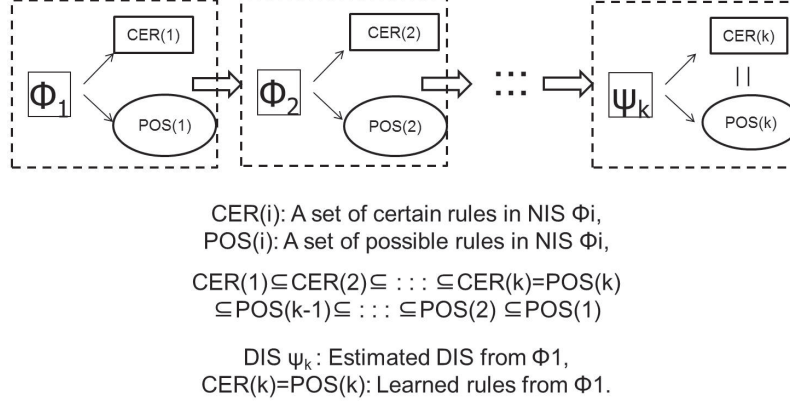 CER(1)
CER(2)
CER(k)
Φ1
Φ2
: : :
ψk
||
POS(1)
POS(2)
POS(k)
CER(i): A set of certain rules in NIS Φi,
POS(i): A set of possible rules in NIS Φi,
CER(1)⊆CER(2)⊆ : : : ⊆CER(k)=POS(k)
⊆POS(k-1)⊆ : : : ⊆POS(2) ⊆POS(1)
DIS ψk : Estimated DIS from Φ1,
CER(k)=POS(k): Learned rules from Φ1.